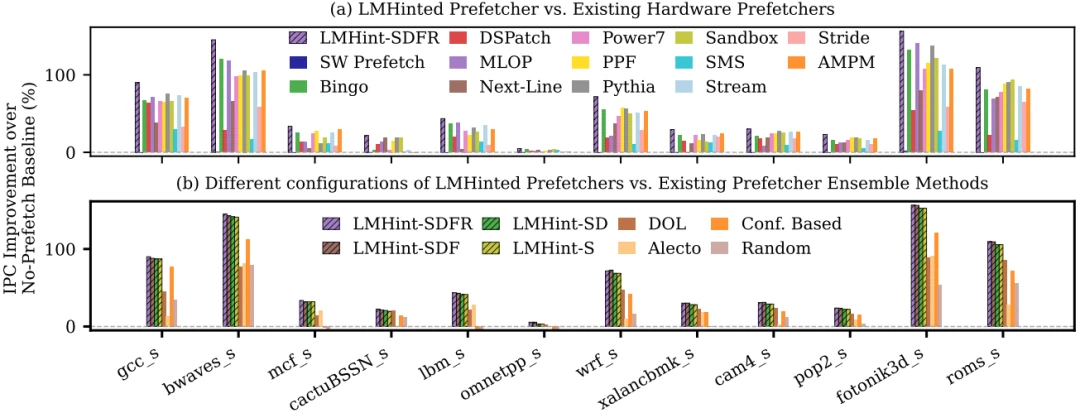 (a) LMHinted Prefetcher vs. Existing Hardware Prefetchers
LMHint-SDFR DSPatch Power7 Sandbox Stride
SW Prefetch MLOP PPF SMS AMPM
Bingo Next-Line Pythia Stream
100
0
IPC Improvement over
No-Prefetch Baseline (%)
(b) Different configurations of LMHinted Prefetchers vs. Existing Prefetcher Ensemble Methods
LMHint-SDFR LMHint-SD DOL Conf. Based
LMHint-SDF LMHint-S Alecto Random
100
0
gcc_s
bwaves_s
mcf_s
cactuBSSN_s
lbm_s
omnetpp_s
wrf_s
xalancbmk_s
cam4_s
pop2_s
fotonik3d_s
roms_s